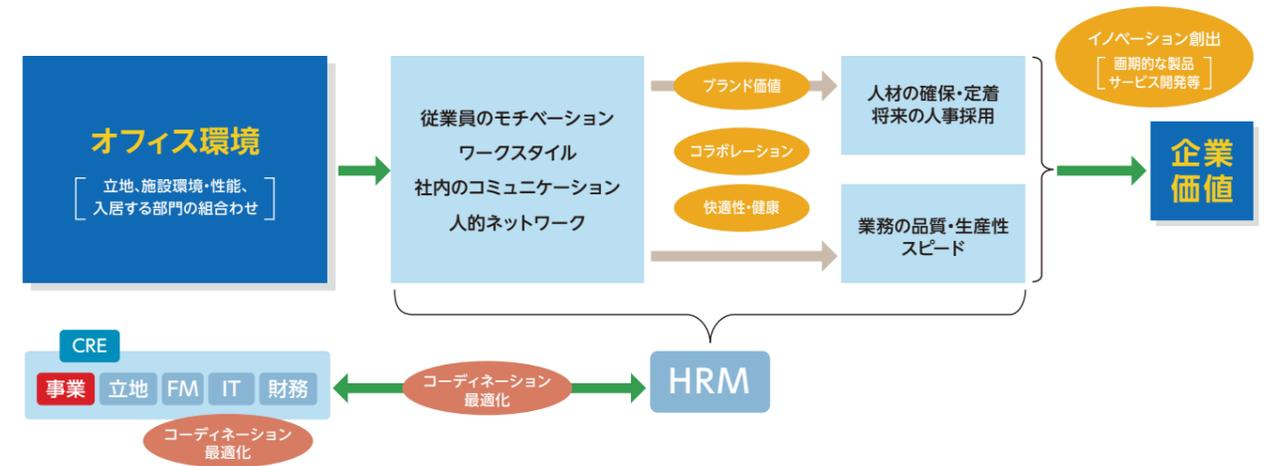 オフィス環境
立地、施設環境・性能、
入居する部門の組合わせ
従業員のモチベーション
ワークスタイル
社内のコミュニケーション
人的ネットワーク
ブランド価値
コラボレーション
快適性・健康
人材の確保・定着
将来の人事採用
業務の品質・生産性
スピード
イノベーション創出
画期的な製品
サービス開発等
企業
価値
CRE
事業 立地 FM IT 財務
コーディネーション
最適化
コーディネーション
最適化
HRM